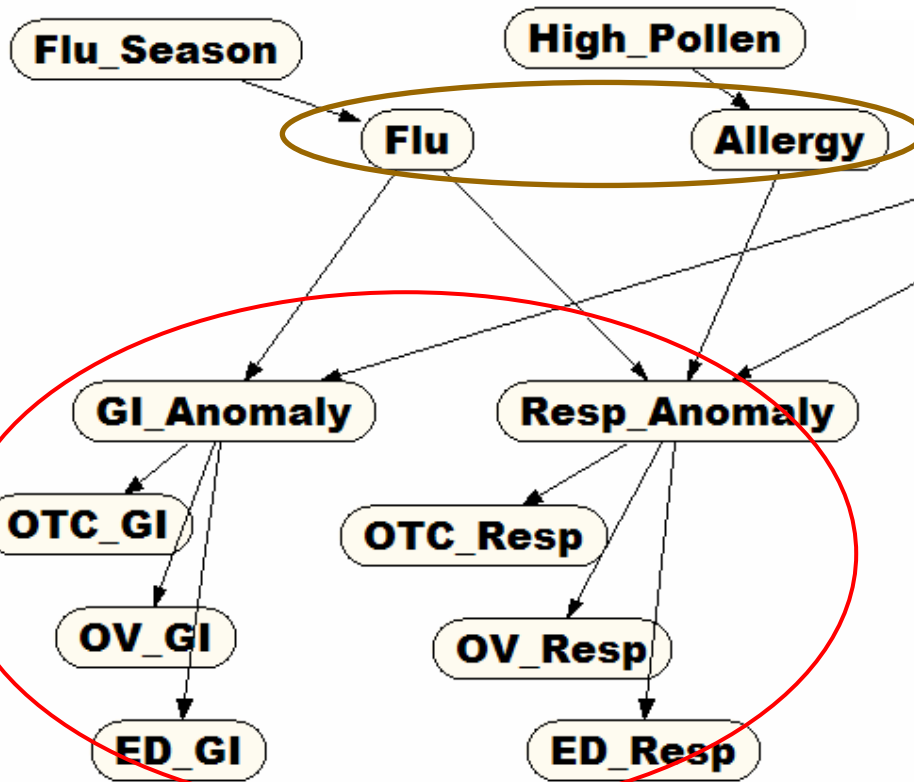 Flu_Season
High_Pollen
Flu
Allergy
GI_Anomaly
Resp_Anomaly
OTC_GI
OTC_Resp
OV_GI
OV_Resp
ED_GI
ED_Resp